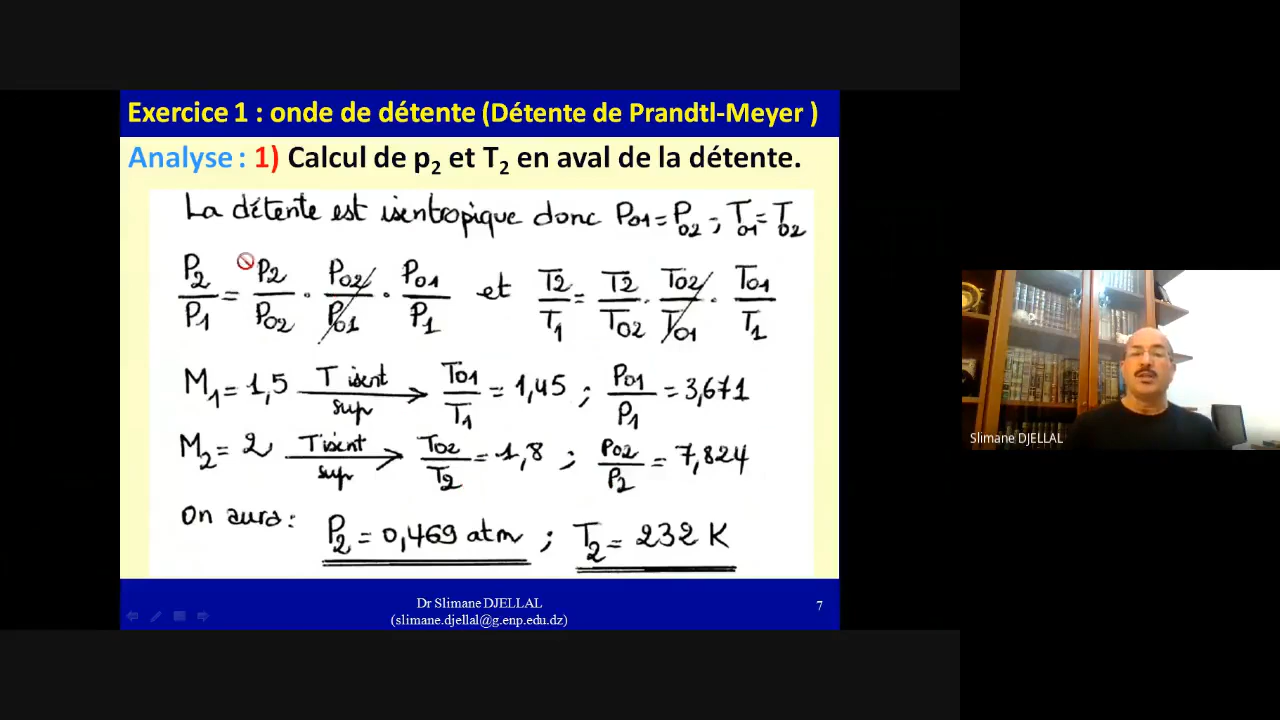 Exercice 1 : onde de détente (Détente de Prandtl-Meyer )
Analyse : 1) Calcul de p₂ et T₂ en aval de la détente.
La détente est isentropique donc P₀₁=P₀₂ ; T₀₁=T₀₂
P₂/P₁ = P₂/P₀₂ · P₀₂/P₀₁ · P₀₁/P₁ et T₂/T₁ = T₂/T₀₂ · T₀₂/T₀₁ · T₀₁/T₁
M₁ = 1,5 T isent sup → T₀₁/T₁ = 1,45 ; P₀₁/P₁ = 3,671
M₂ = 2 T isent sup → T₀₂/T₂ = 1,8 ; P₀₂/P₂ = 7,824
On aura : P₂ = 0,469 atm ; T₂ = 232 K
Dr Slimane DJELLAL
(slimane.djellal@g.enp.edu.dz)
7
Slimane DJELLAL